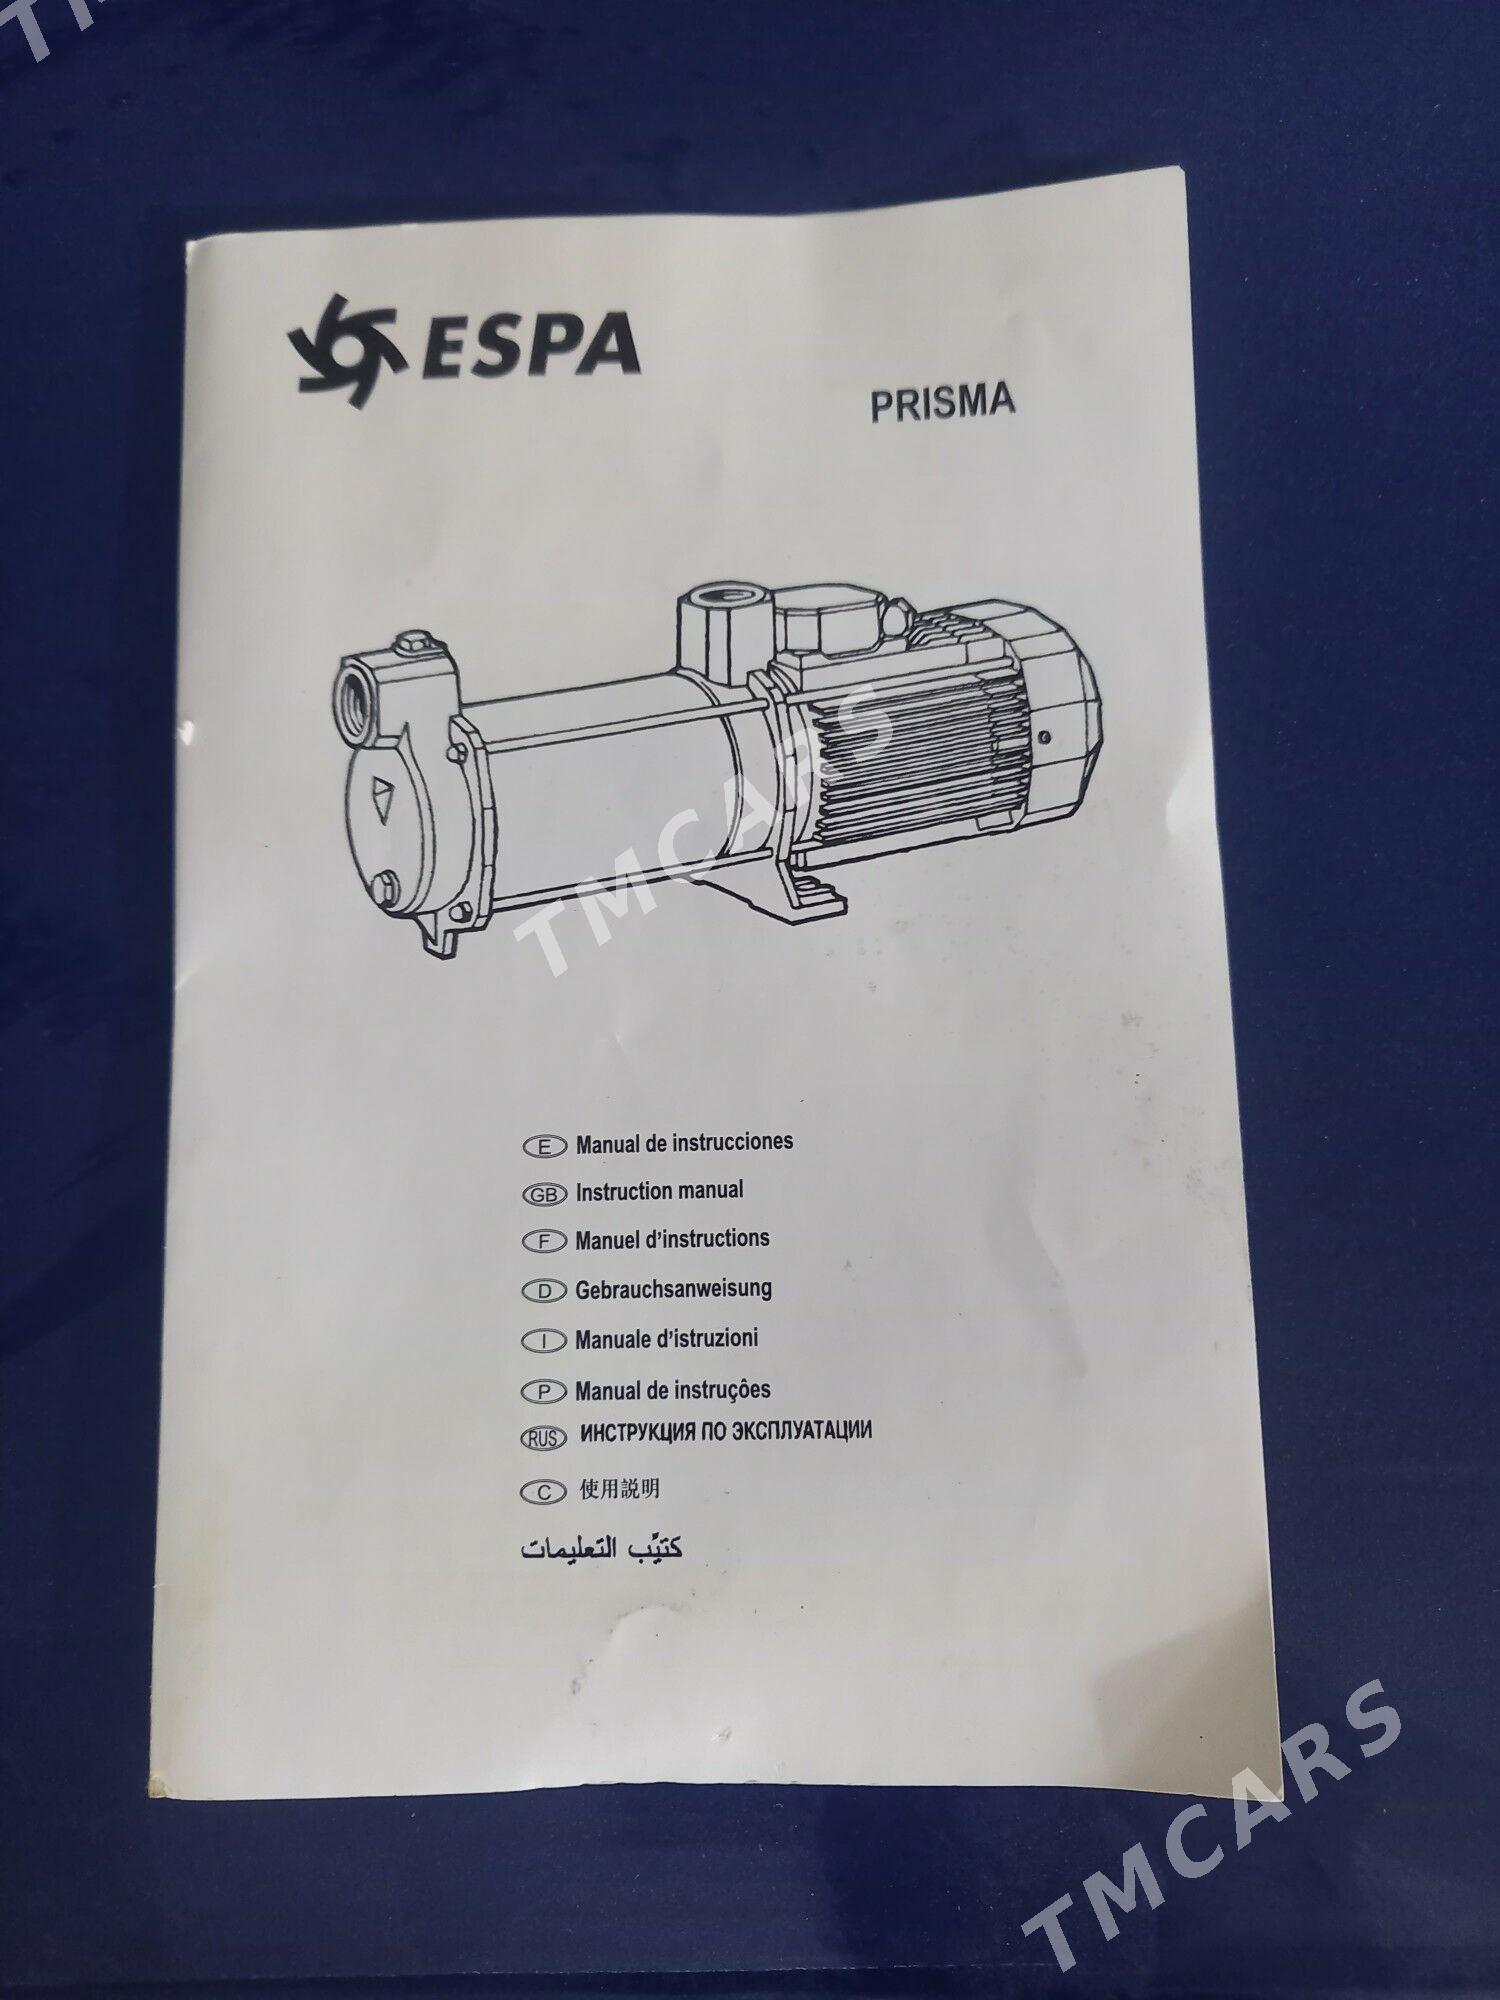 ESPA
PRISMA
E Manual de instrucciones
GB Instruction manual
F Manuel d'instructions
D Gebrauchsanweisung
I Manuale d'istruzioni
P Manual de instruçôes
RUS ИНСТРУКЦИЯ ПО ЭКСПЛУАТАЦИИ
C 使用説明
كتيّب التعليمات
TMCARS
TMCARS